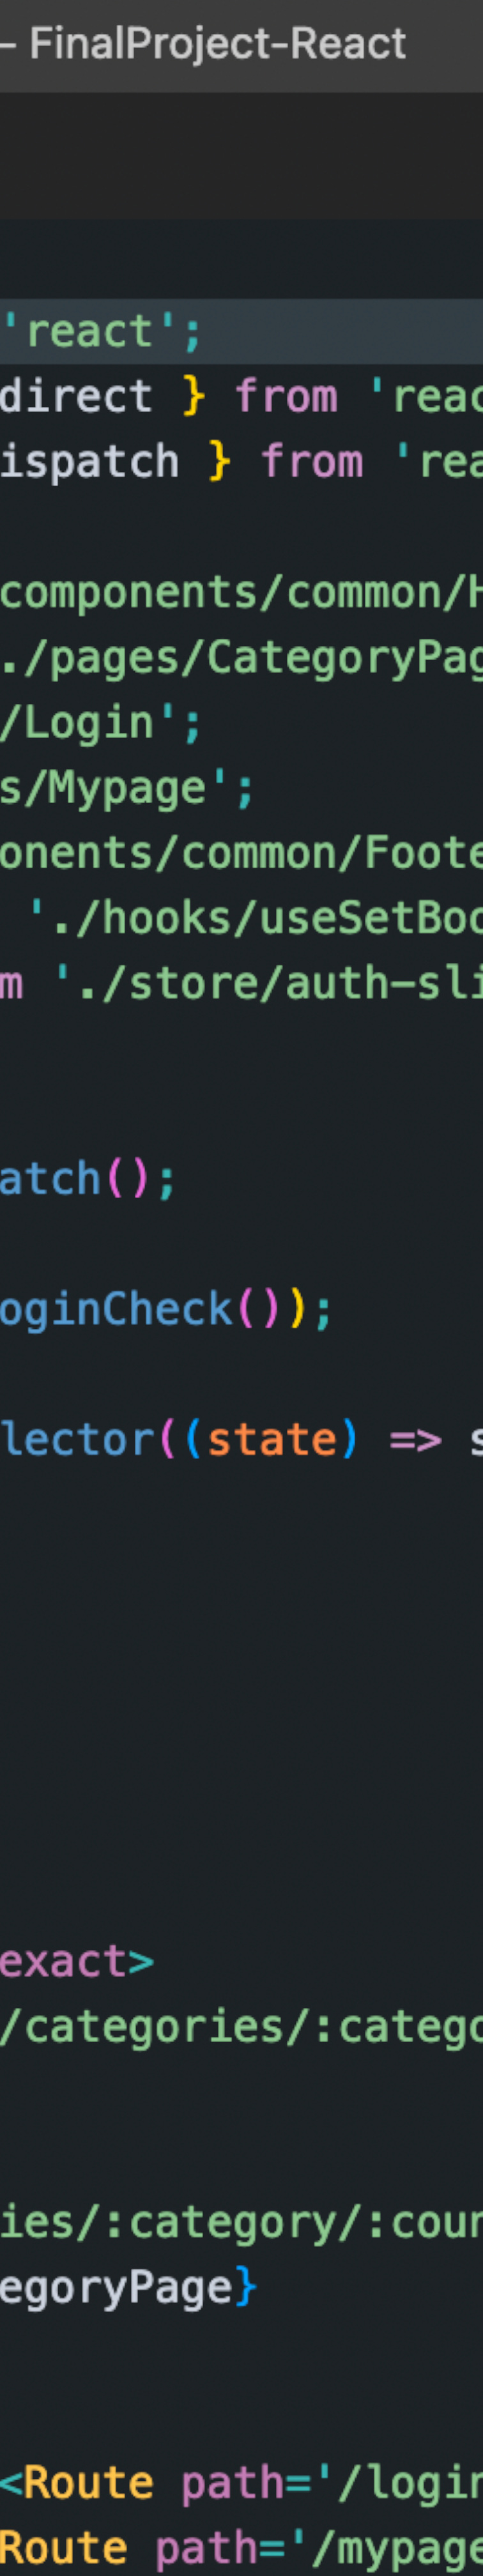 – FinalProject-React
'react';
direct } from 'reac
ispatch } from 'rea
components/common/H
./pages/CategoryPag
/Login';
s/Mypage';
onents/common/Foote
'./hooks/useSetBoo
m './store/auth-sli
atch();
oginCheck());
lector((state) => s
exact>
/categories/:catego
ies/:category/:coun
egoryPage}
<Route path='/login
Route path='/mypage